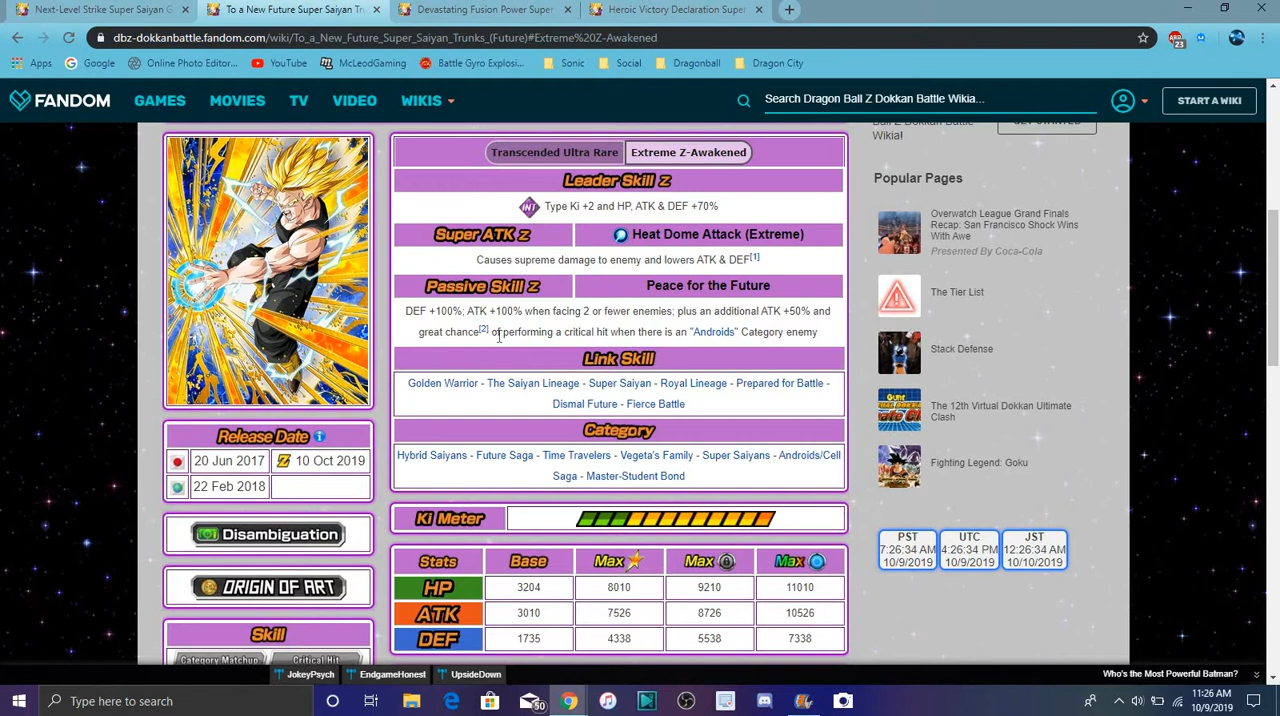 Next-Level Strike Super Saiyan G
To a New Future Super Saiyan Tru
Devastating Fusion Power Super
Heroic Victory Declaration Super
dbz-dokkanbattle.fandom.com/wiki/To_a_New_Future_Super_Saiyan_Trunks_(Future)#Extreme%20Z-Awakened
23
Apps Google Online Photo Editor... YouTube McLeodGaming Battle Gyro Explosi... Sonic Social Dragonball Dragon City
FANDOM GAMES MOVIES TV VIDEO WIKIS
Search Dragon Ball Z Dokkan Battle Wikia...
START A WIKI
Ball Z Dokkan Battle
Wikia!
Transcended Ultra Rare Extreme Z-Awakened
Leader Skill Z
INT Type Ki +2 and HP, ATK & DEF +70%
Super ATK Z Heat Dome Attack (Extreme)
Causes supreme damage to enemy and lowers ATK & DEF[1]
Passive Skill Z Peace for the Future
DEF +100%; ATK +100% when facing 2 or fewer enemies; plus an additional ATK +50% and
great chance[2] of performing a critical hit when there is an "Androids" Category enemy
Link Skill
Golden Warrior - The Saiyan Lineage - Super Saiyan - Royal Lineage - Prepared for Battle -
Dismal Future - Fierce Battle
Category
Hybrid Saiyans - Future Saga - Time Travelers - Vegeta's Family - Super Saiyans - Androids/Cell
Saga - Master-Student Bond
Ki Meter
Stats Base Max Max Max
HP 3204 8010 9210 11010
ATK 3010 7526 8726 10526
DEF 1735 4338 5538 7338
Release Date
20 Jun 2017 Z 10 Oct 2019
22 Feb 2018
Disambiguation
ORIGIN OF ART
Skill
Category Matchup Critical Hit
Popular Pages
Overwatch League Grand Finals
Recap: San Francisco Shock Wins
With Awe
Presented By Coca-Cola
The Tier List
Stack Defense
The 12th Virtual Dokkan Ultimate
Clash
Fighting Legend: Goku
PST UTC JST
7:26:34 AM 4:26:34 PM 12:26:34 AM
10/9/2019 10/9/2019 10/10/2019
JokeyPsych EndgameHonest UpsideDown
Who's the Most Powerful Batman?
Type here to search
11:26 AM
10/9/2019